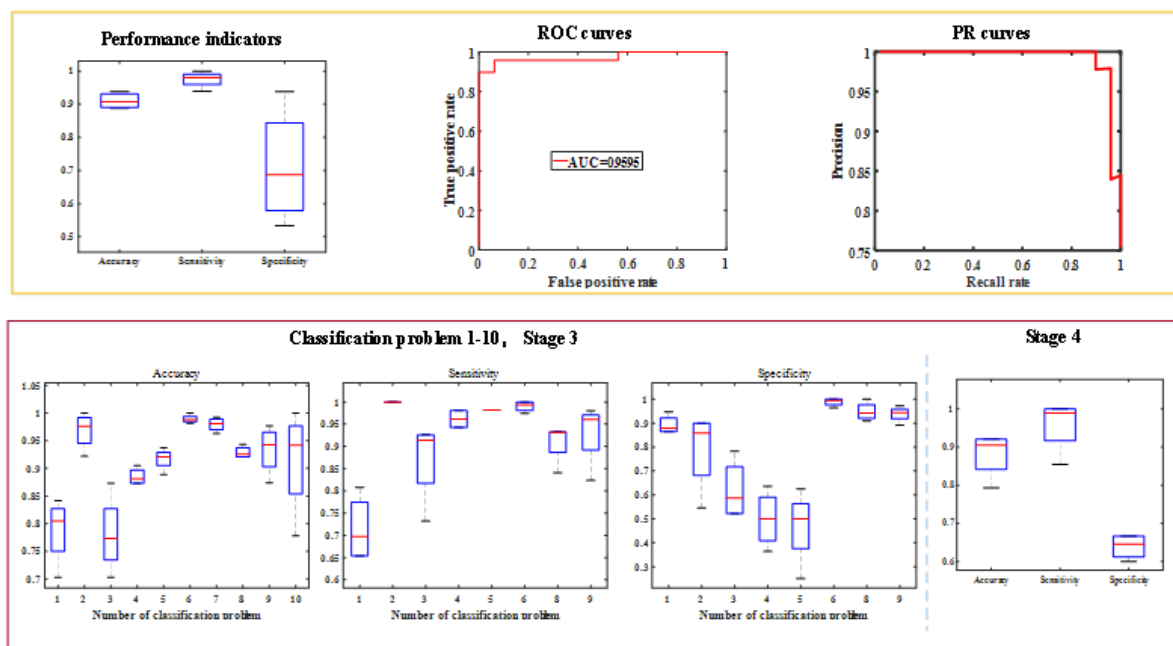 Performance indicators
1
0.9
0.8
0.7
0.6
0.5
Accuracy Sensitivity Specificity
ROC curves
True positive rate
1
0.8
0.6
0.4
0.2
0
AUC=0.9595
0 0.2 0.4 0.6 0.8 1
False positive rate
PR curves
Precision
1
0.95
0.9
0.85
0.8
0.75
0 0.2 0.4 0.6 0.8 1
Recall rate
Classification problem 1-10, Stage 3
Accuracy
1.05
1
0.95
0.9
0.85
0.8
0.75
0.7
1 2 3 4 5 6 7 8 9 10
Number of classification problem
Sensitivity
1
0.95
0.9
0.85
0.8
0.75
0.7
0.65
0.6
1 2 3 4 5 6 8 9
Number of classification problem
Specificity
1
0.9
0.8
0.7
0.6
0.5
0.4
0.3
1 2 3 4 5 6 8 9
Number of classification problem
Stage 4
1
0.9
0.8
0.7
0.6
Accuracy Sensitivity Specificity